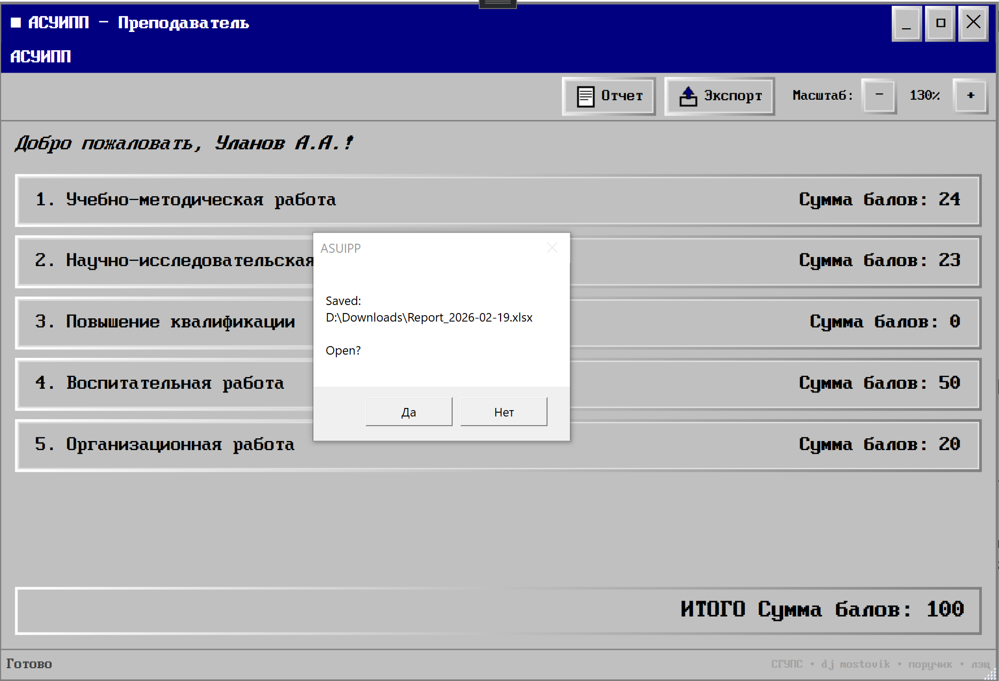 АСУИПП - Преподаватель
АСУИПП
Отчет
Экспорт
Масштаб:
-
130%
+
Добро пожаловать, Уланов А.А.!
1. Учебно-методическая работа
Сумма балов: 24
2. Научно-исследовательская
Сумма балов: 23
3. Повышение квалификации
Сумма балов: 0
4. Воспитательная работа
Сумма балов: 50
5. Организационная работа
Сумма балов: 20
ASUIPP
Saved:
D:\Downloads\Report_2026-02-19.xlsx
Open?
Да
Нет
ИТОГО Сумма балов: 100
Готово
СГУПС • dj mostovik • поручик • лэщ